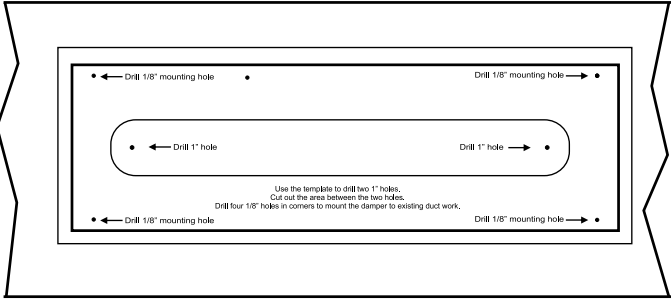 Drill 1/8" mounting hole
Drill 1/8" mounting hole
Drill 1" hole
Drill 1" hole
Use the template to drill two 1" holes.
Cut out the area between the two holes.
Drill four 1/8" holes in corners to mount the damper to existing duct work.
Drill 1/8" mounting hole
Drill 1/8" mounting hole